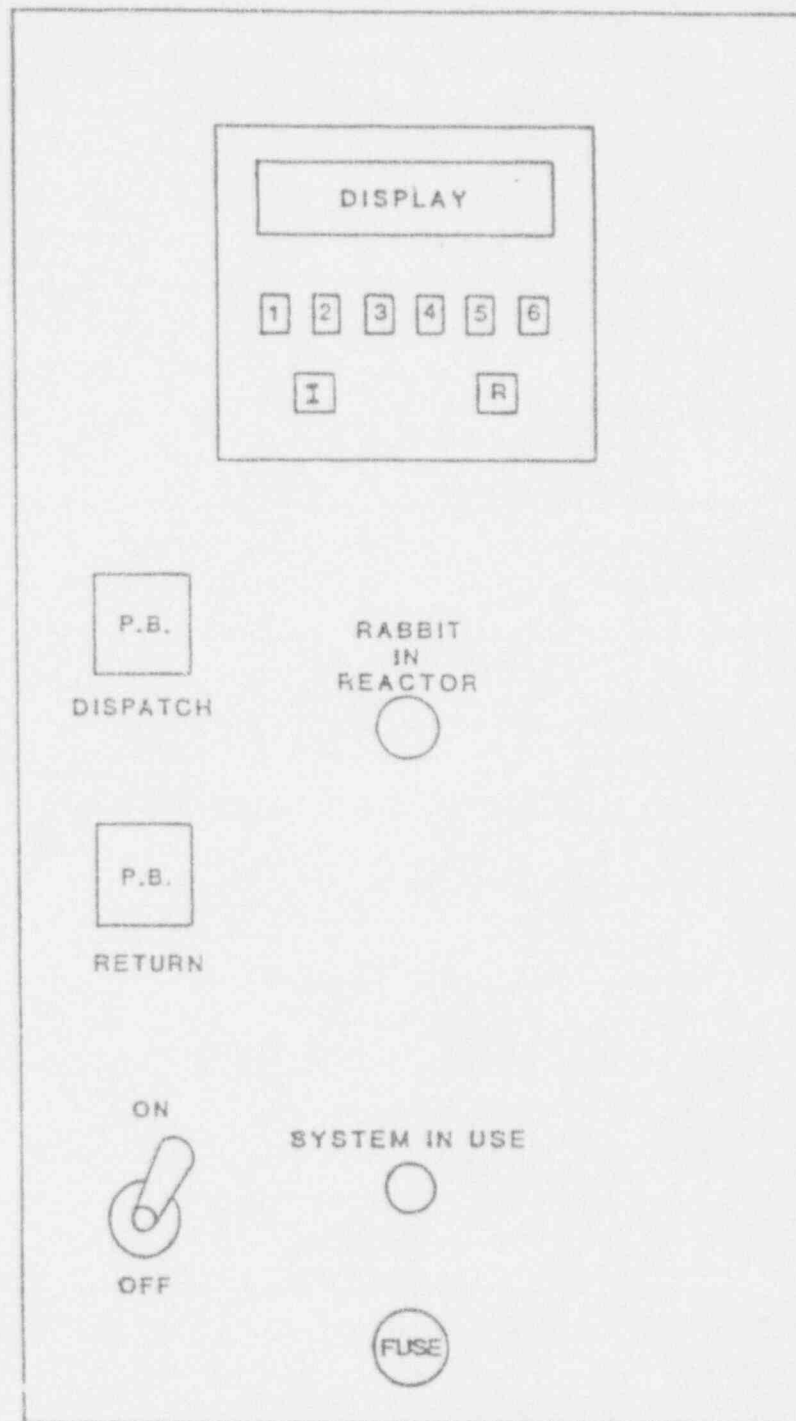 DISPLAY
1 2 3 4 5 6
I R
P.B.
DISPATCH
RABBIT
IN
REACTOR
P.B.
RETURN
ON
OFF
SYSTEM IN USE
FUSE